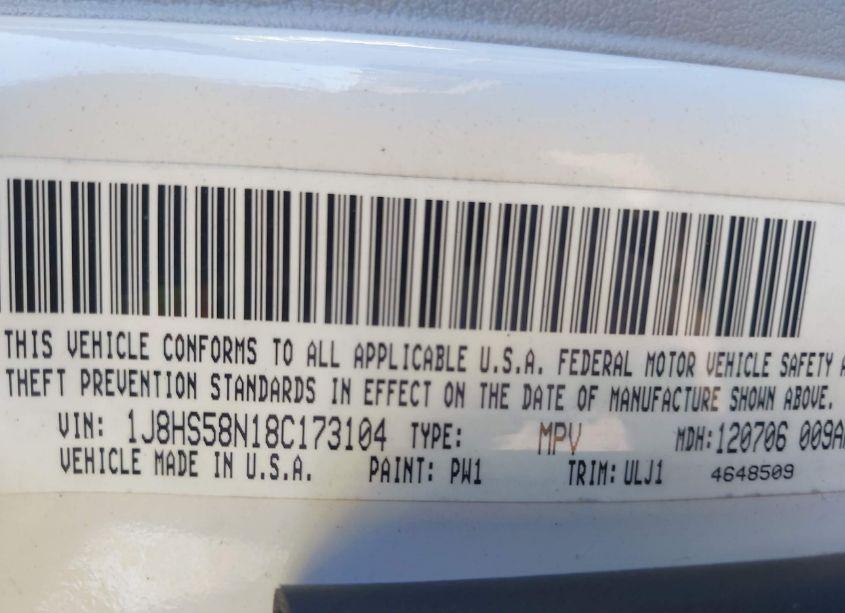 THIS VEHICLE CONFORMS TO ALL APPLICABLE U.S.A. FEDERAL MOTOR VEHICLE SAFETY
THEFT PREVENTION STANDARDS IN EFFECT ON THE DATE OF MANUFACTURE SHOWN ABOVE.
VIN: 1J8HS58N18C173104 TYPE: MPV MDH:120706 009A
VEHICLE MADE IN U.S.A. PAINT: PW1 TRIM: ULJ1 4648509